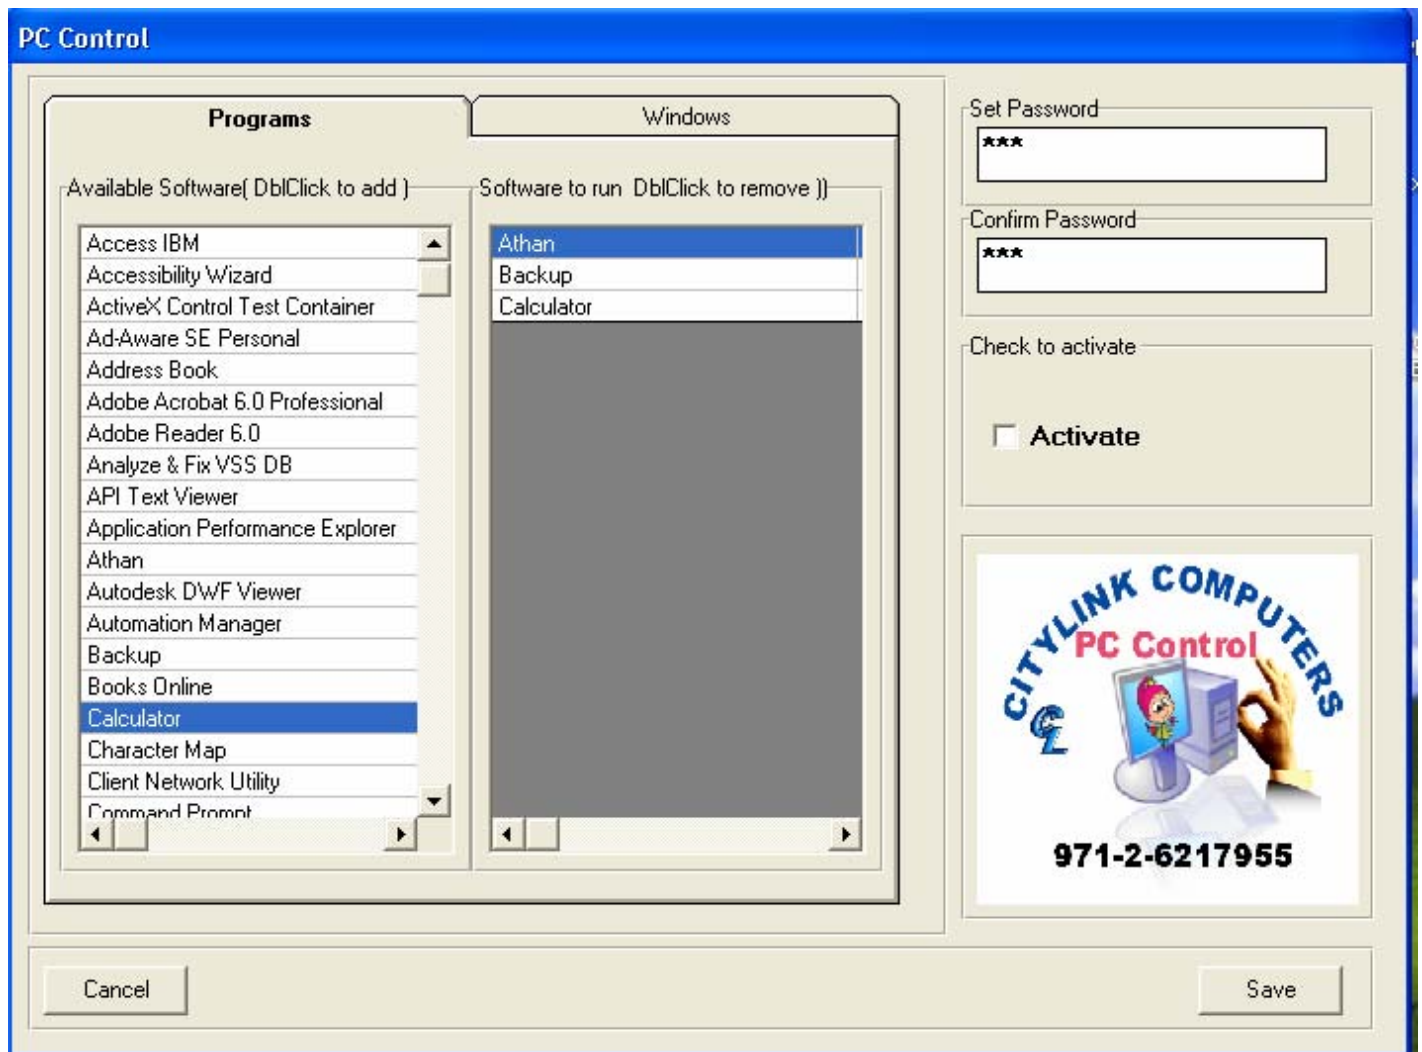 PC Control
Programs
Windows
Available Software( DblClick to add )
Access IBM
Accessibility Wizard
ActiveX Control Test Container
Ad-Aware SE Personal
Address Book
Adobe Acrobat 6.0 Professional
Adobe Reader 6.0
Analyze & Fix VSS DB
API Text Viewer
Application Performance Explorer
Athan
Autodesk DWF Viewer
Automation Manager
Backup
Books Online
Calculator
Character Map
Client Network Utility
Command Prompt
Software to run  DblClick to remove ))
Athan
Backup
Calculator
Set Password
***
Confirm Password
***
Check to activate
Activate
CITYLINK COMPUTERS
PC Control
CL
971-2-6217955
Cancel
Save